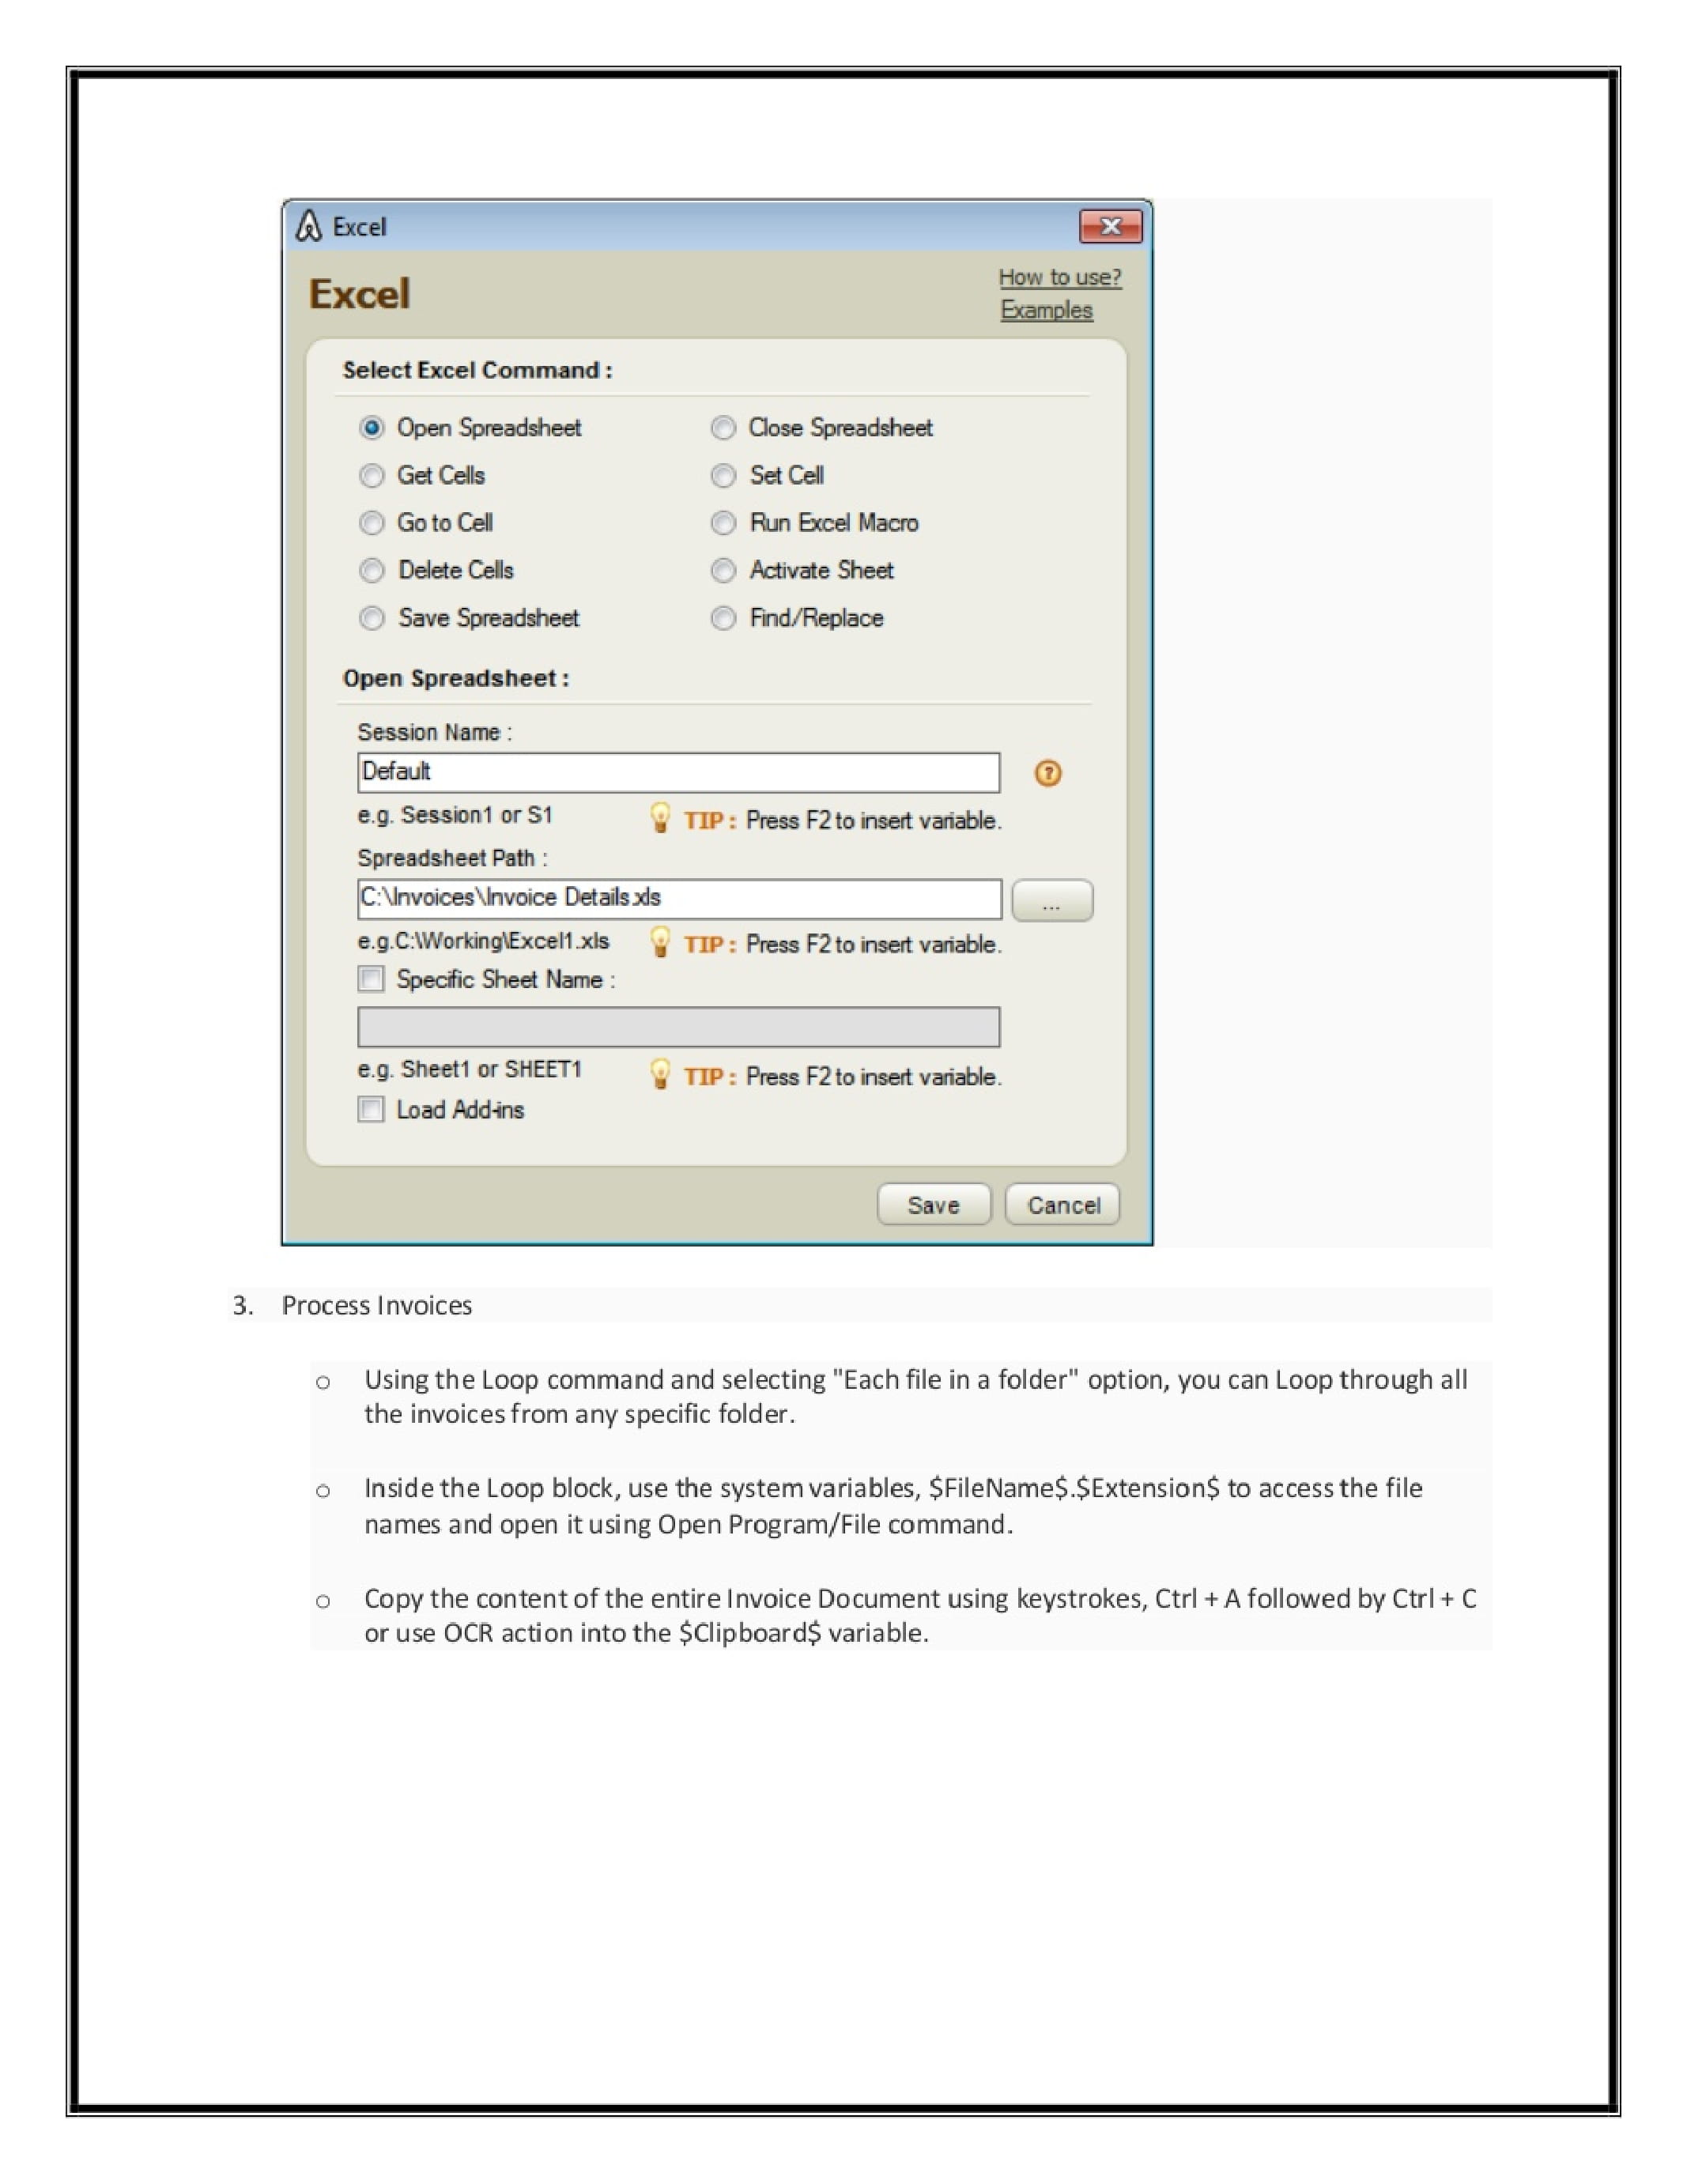 Excel
Excel
How to use?
Examples
Select Excel Command :
Open Spreadsheet
Close Spreadsheet
Get Cells
Set Cell
Go to Cell
Run Excel Macro
Delete Cells
Activate Sheet
Save Spreadsheet
Find/Replace
Open Spreadsheet :
Session Name :
Default
?
e.g. Session1 or S1
TIP : Press F2 to insert variable.
Spreadsheet Path :
C:\Invoices\Invoice Details.xls
...
e.g.C:\Working\Excel1.xls
TIP : Press F2 to insert variable.
Specific Sheet Name :
e.g. Sheet1 or SHEET1
TIP : Press F2 to insert variable.
Load Add-ins
Save
Cancel
3. Process Invoices
o Using the Loop command and selecting "Each file in a folder" option, you can Loop through all
the invoices from any specific folder.
o Inside the Loop block, use the system variables, $FileName$.$Extension$ to access the file
names and open it using Open Program/File command.
o Copy the content of the entire Invoice Document using keystrokes, Ctrl + A followed by Ctrl + C
or use OCR action into the $Clipboard$ variable.